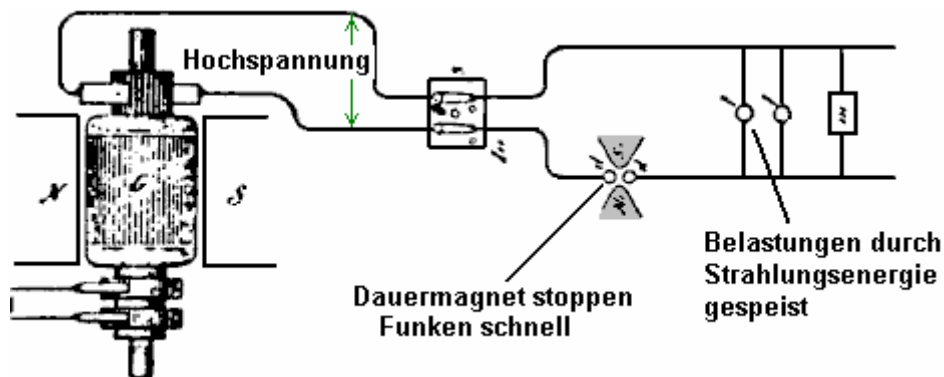 Hochspannung
N
S
Belastungen durch
Strahlungsenergie
gespeist
Dauermagnet stoppen
Funken schnell